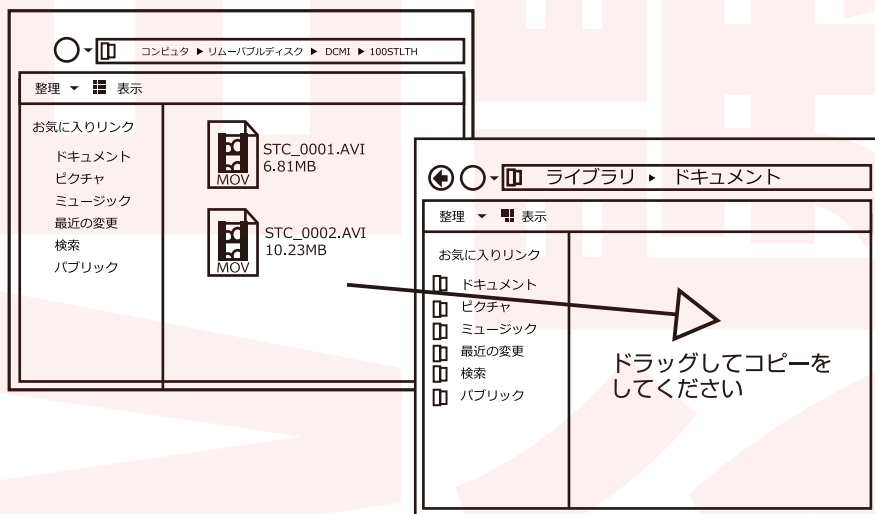 コンピュタ ▶ リムーバブルディスク ▶ DCMI ▶ 100STLTH
整理 ▼ 表示
お気に入りリンク
ドキュメント
ピクチャ
ミュージック
最近の変更
検索
パブリック
MOV
STC_0001.AVI
6.81MB
MOV
STC_0002.AVI
10.23MB
ライブラリ ▶ ドキュメント
整理 ▼ 表示
お気に入りリンク
ドキュメント
ピクチャ
ミュージック
最近の変更
検索
パブリック
ドラッグしてコピーを
してください